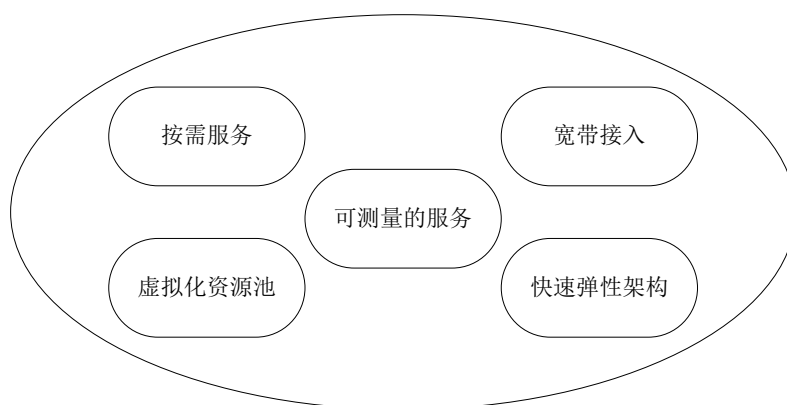 按需服务
宽带接入
可测量的服务
虚拟化资源池
快速弹性架构